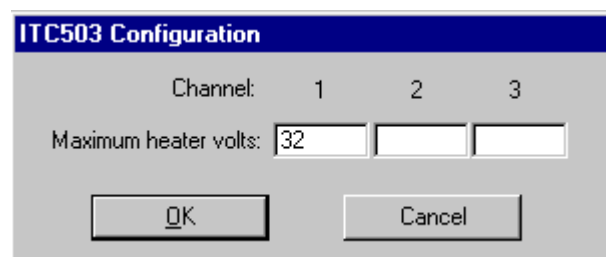 ITC503 Configuration
Channel: 1 2 3
Maximum heater volts: 32
OK Cancel